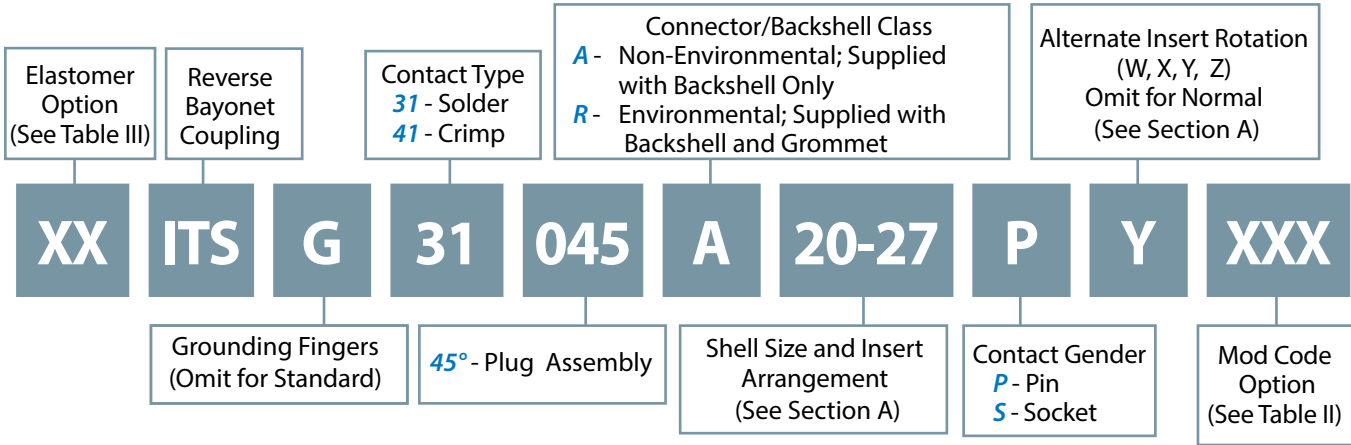 Elastomer
Option
(See Table III)
Reverse
Bayonet
Coupling
Contact Type
31 - Solder
41 - Crimp
Connector/Backshell Class
A - Non-Environmental; Supplied
with Backshell Only
R - Environmental; Supplied with
Backshell and Grommet
Alternate Insert Rotation
(W, X, Y, Z)
Omit for Normal
(See Section A)
XX ITS G 31 045 A 20-27 P Y XXX
Grounding Fingers
(Omit for Standard)
45° - Plug Assembly
Shell Size and Insert
Arrangement
(See Section A)
Contact Gender
P - Pin
S - Socket
Mod Code
Option
(See Table II)